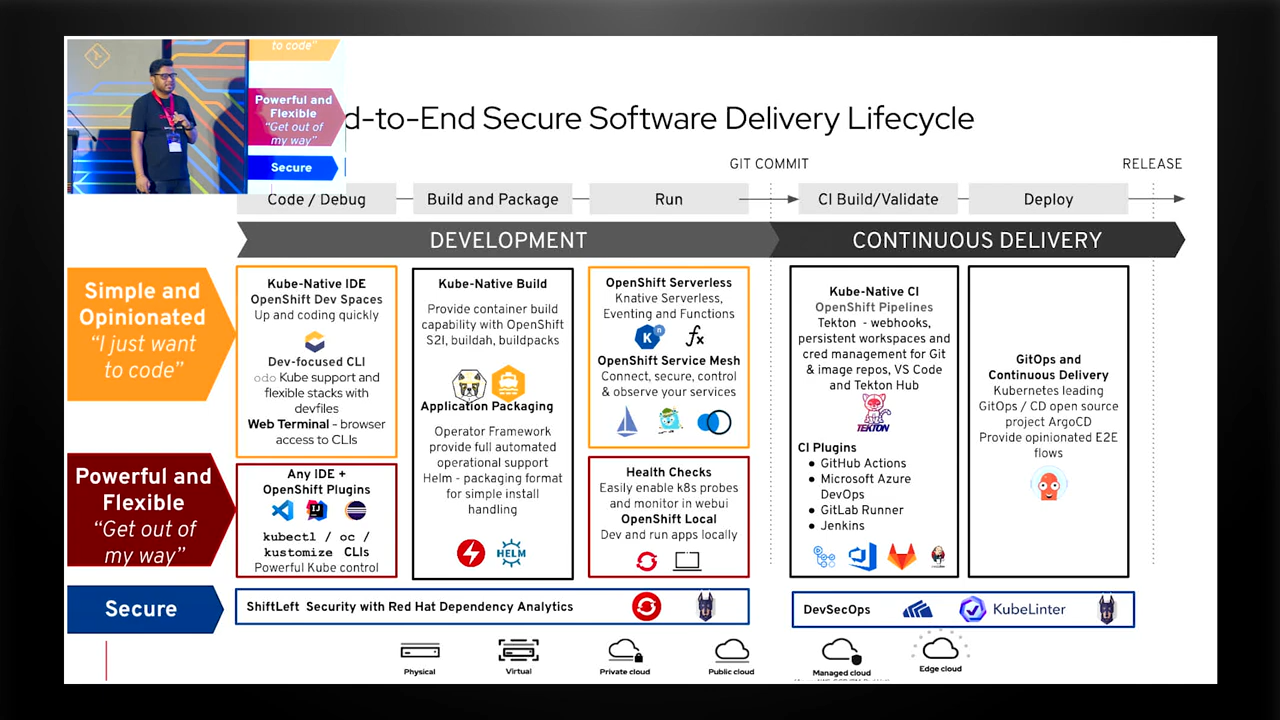 to code"
Powerful and
Flexible
"Get out of
my way"
Secure
d-to-End Secure Software Delivery Lifecycle
GIT COMMIT
RELEASE
Code / Debug
Build and Package
Run
CI Build/Validate
Deploy
DEVELOPMENT
CONTINUOUS DELIVERY
Simple and
Opinionated
"I just want
to code"
Kube-Native IDE
OpenShift Dev Spaces
Up and coding quickly
Dev-focused CLI
odo Kube support and
flexible stacks with
devfiles
Web Terminal - browser
access to CLIs
Kube-Native Build
Provide container build
capability with OpenShift
S2I, buildah, buildpacks
Application Packaging
Operator Framework
provide full automated
operational support
Helm - packaging format
for simple install
handling
HELM
OpenShift Serverless
Knative Serverless,
Eventing and Functions
K n
fx
OpenShift Service Mesh
Connect, secure, control
& observe your services
Kube-Native CI
OpenShift Pipelines
Tekton - webhooks,
persistent workspaces and
cred management for Git
& image repos, VS Code
and Tekton Hub
TEKTON
CI Plugins
• GitHub Actions
• Microsoft Azure
DevOps
• GitLab Runner
• Jenkins
GitOps and
Continuous Delivery
Kubernetes leading
GitOps / CD open source
project ArgoCD
Provide opinionated E2E
flows
Powerful and
Flexible
"Get out of
my way"
Any IDE +
OpenShift Plugins
IJ
kubectl / oc /
kustomize CLIs
Powerful Kube control
Health Checks
Easily enable k8s probes
and monitor in webui
OpenShift Local
Dev and run apps locally
Secure
ShiftLeft Security with Red Hat Dependency Analytics
DevSecOps
KubeLinter
Physical
Virtual
Private cloud
Public cloud
Managed cloud
Edge cloud